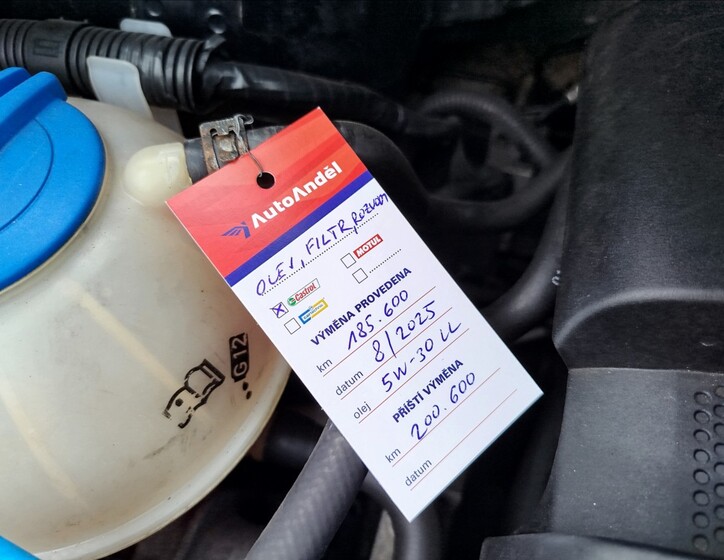 AutoAnděl
OLEJ, FILTR, ROZVODY
Castrol
MOTUL
VÝMĚNA PROVEDENA
km 185.600
datum 8/2025
olej 5W-30 LL
PŘÍŠTÍ VÝMĚNA
km 200.600
datum
G12